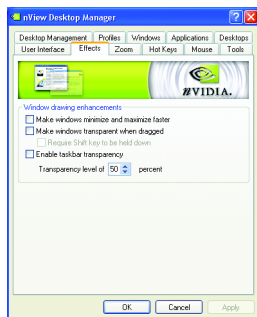 nView Desktop Manager
Desktop Management Profiles Windows Applications Desktops
User Interface Effects Zoom Hot Keys Mouse Tools
nVIDIA.
Window drawing enhancements
Make windows minimize and maximize faster
Make windows transparent when dragged
Require Shift key to be held down
Enable taskbar transparency
Transparency level of 50 percent
OK Cancel Apply